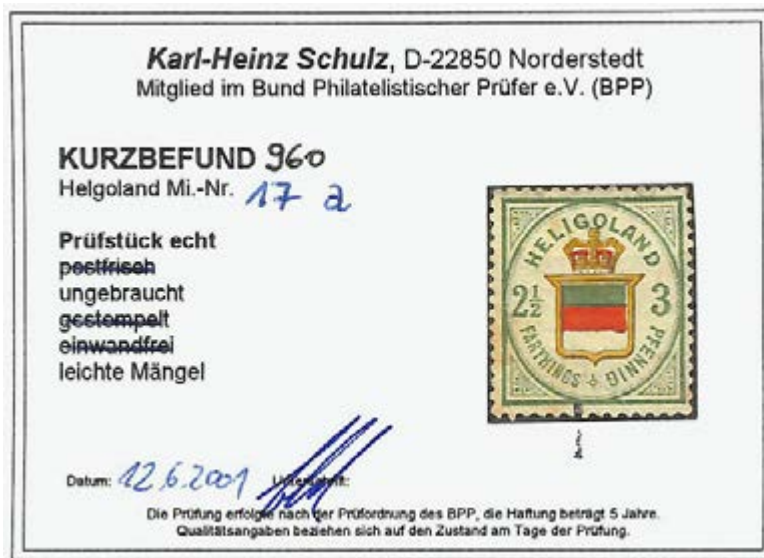 Karl-Heinz Schulz, D-22850 Norderstedt
Mitglied im Bund Philatelistischer Prüfer e.V. (BPP)
KURZBEFUND 960
Helgoland Mi.-Nr. 17 a
Prüfstück echt
postfrisch
ungebraucht
gestempelt
einwandfrei
leichte Mängel
HELIGOLAND
2½ 3
FARTHINGS PFENNIG
Datum: 12.6.2001 Unterschrift:
Die Prüfung erfolgte nach der Prüfordnung des BPP, die Haftung beträgt 5 Jahre.
Qualitätsangaben beziehen sich auf den Zustand am Tage der Prüfung.